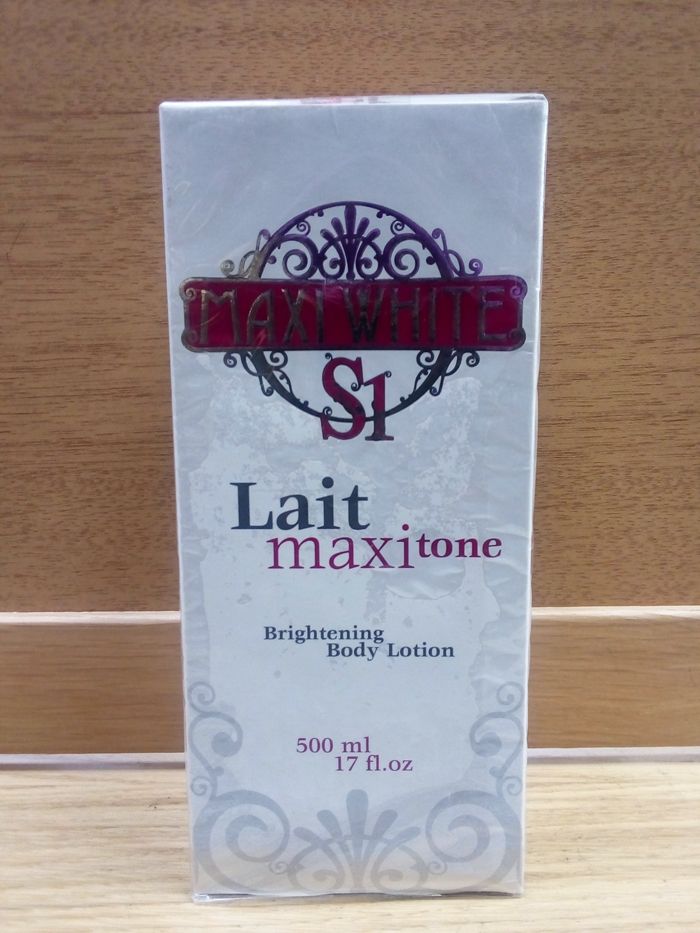 MAXI WHITE
S1
Lait
maxitone
Brightening
Body Lotion
500 ml
17 fl.oz